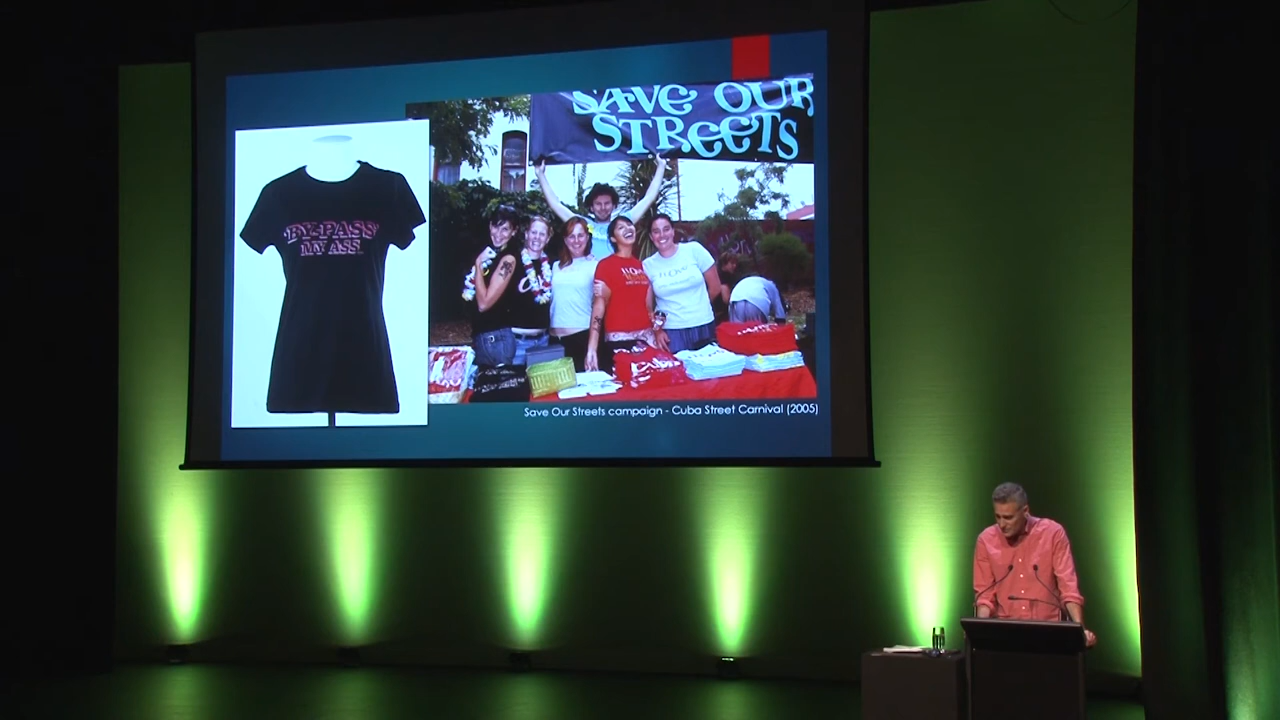 SAVE OUR
STREETS
BY-PASS
MY ASS.
Save Our Streets campaign - Cuba Street Carnival (2005)